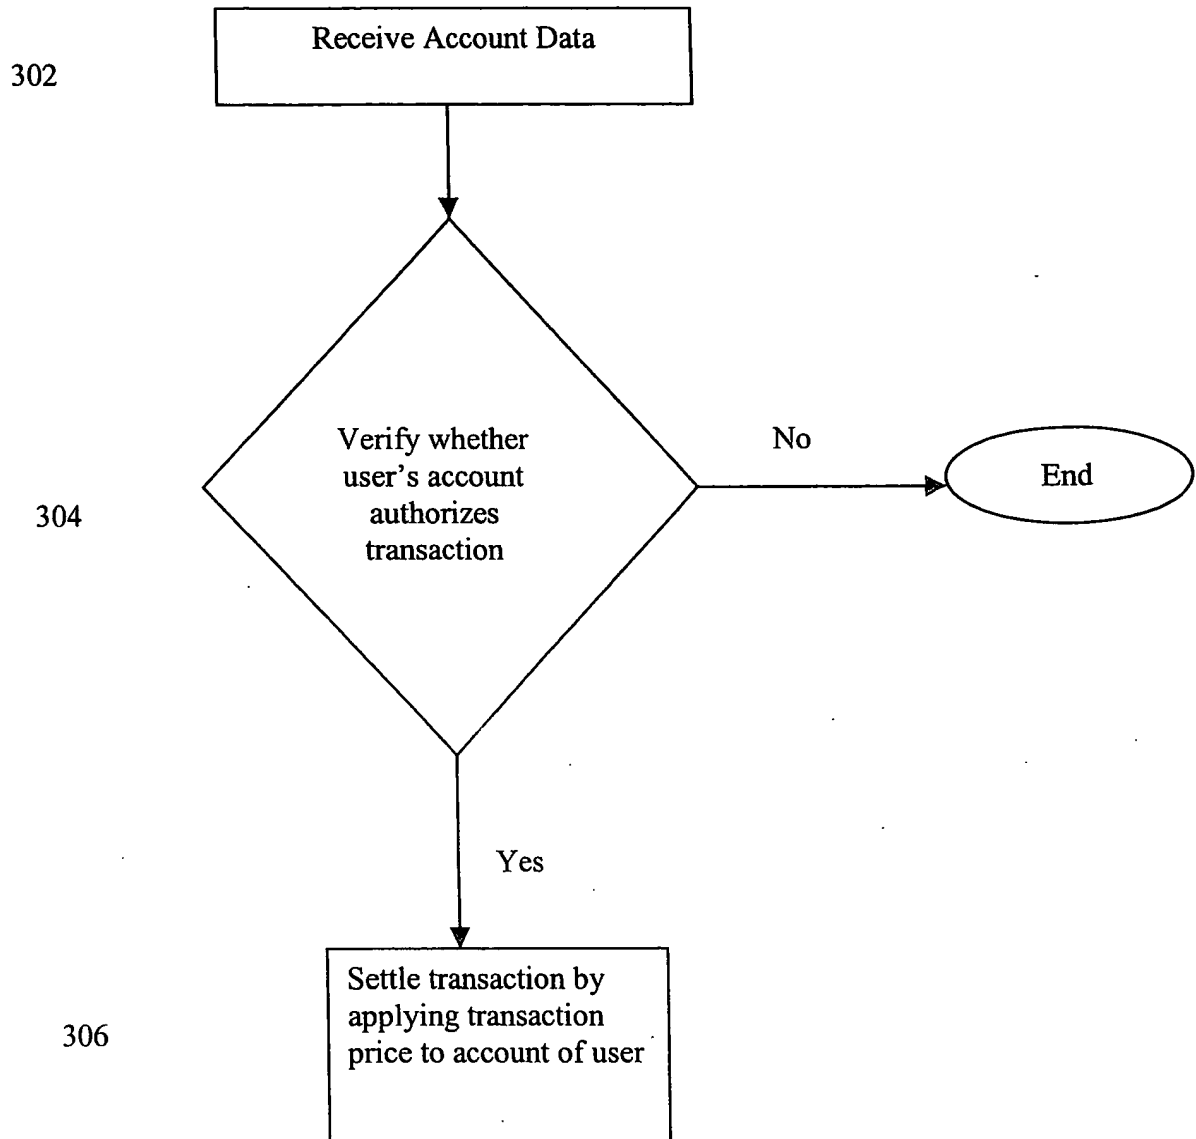 Receive Account Data
302
Verify whether
user's account
authorizes
transaction
No
End
304
Yes
Settle transaction by
applying transaction
price to account of user
306